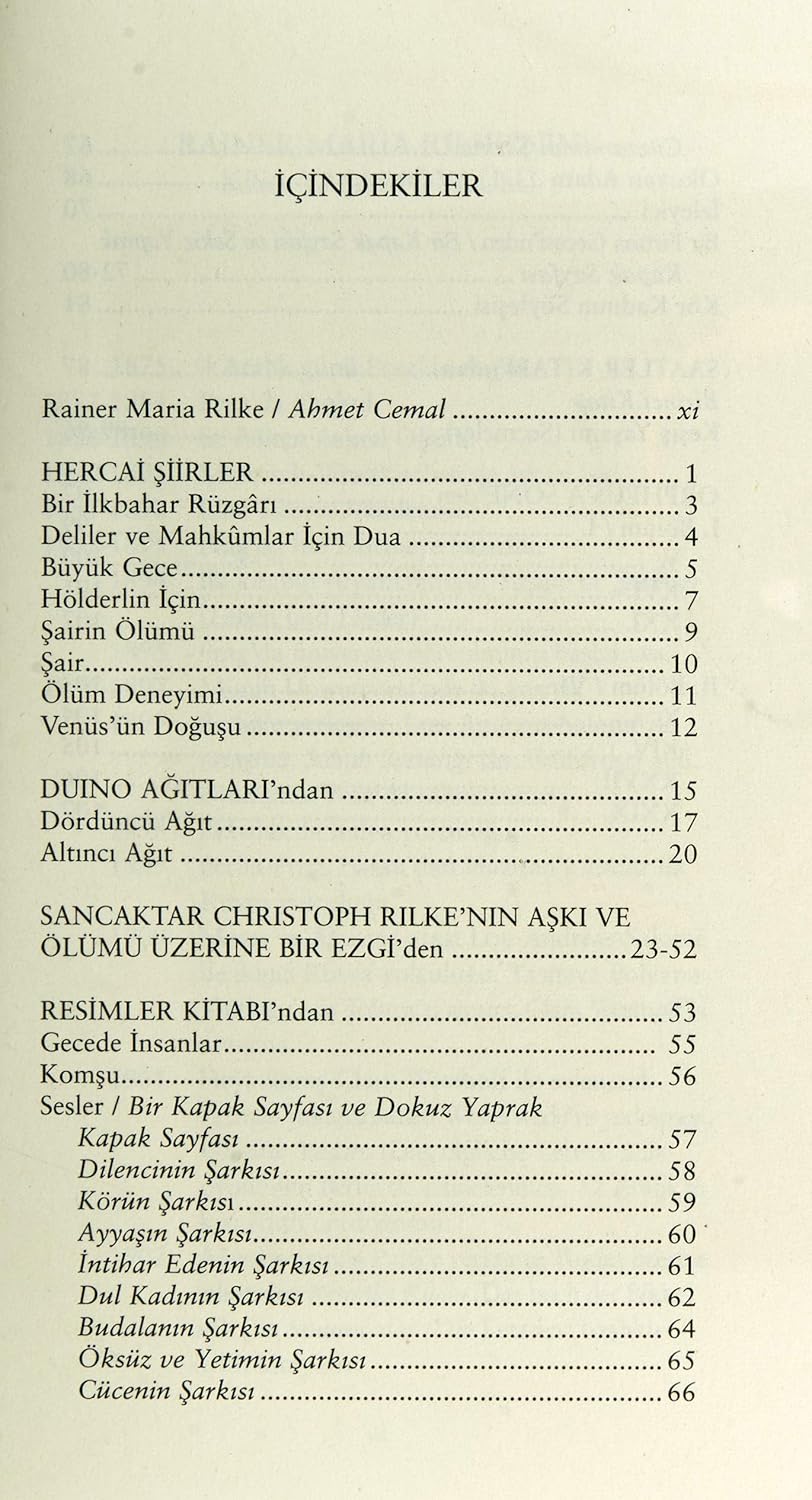 İÇİNDEKİLER
Rainer Maria Rilke / Ahmet Cemal ............................ xi
HERCAİ ŞİİRLER ..................................................... 1
Bir İlkbahar Rüzgârı .................................................. 3
Deliler ve Mahkûmlar İçin Dua .................................. 4
Büyük Gece ............................................................... 5
Hölderlin İçin ............................................................ 7
Şairin Ölümü ............................................................ 9
Şair ......................................................................... 10
Ölüm Deneyimi ....................................................... 11
Venüs’ün Doğuşu ..................................................... 12
DUINO AĞITLARI’ndan ......................................... 15
Dördüncü Ağıt ........................................................ 17
Altıncı Ağıt ............................................................. 20
SANCAKTAR CHRISTOPH RILKE’NIN AŞKI VE
ÖLÜMÜ ÜZERİNE BİR EZGİ’den ...................... 23-52
RESİMLER KİTABI’ndan ......................................... 53
Gecede İnsanlar ....................................................... 55
Komşu .................................................................... 56
Sesler / Bir Kapak Sayfası ve Dokuz Yaprak
Kapak Sayfası ..................................................... 57
Dilencinin Şarkısı ................................................ 58
Körün Şarkısı ...................................................... 59
Ayyaşın Şarkısı .................................................... 60
İntihar Edenin Şarkısı .......................................... 61
Dul Kadının Şarkısı ............................................. 62
Budalanın Şarkısı ................................................. 64
Öksüz ve Yetimin Şarkısı ..................................... 65
Cücenin Şarkısı ................................................... 66